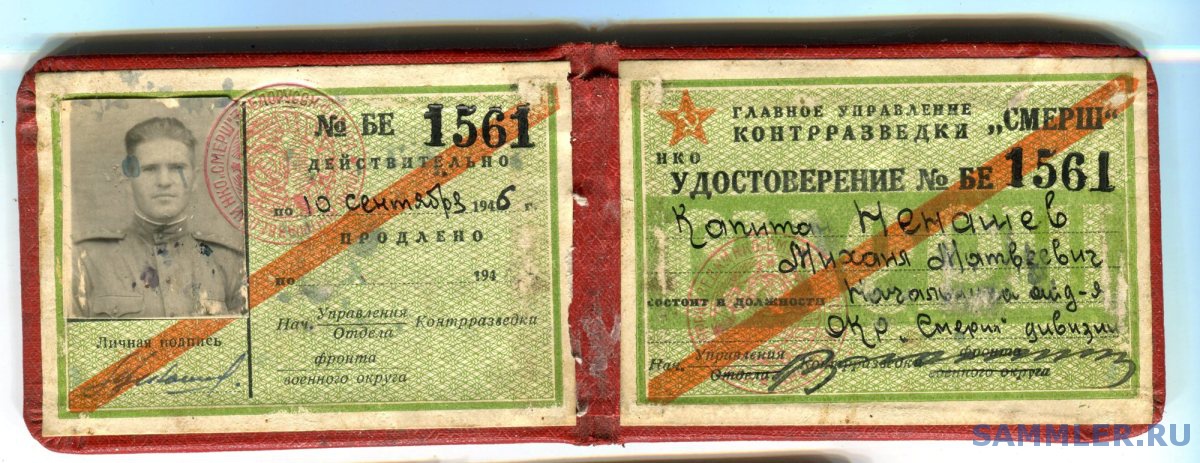 № БЕ 1561
ДЕЙСТВИТЕЛЬНО
по 10 сентября 1946 г.
ПРОДЛЕНО
по 194
Нач. Управления Отдела Контрразведки
фронта
военного округа
Личная подпись
ГЛАВНОЕ УПРАВЛЕНИЕ
КОНТРРАЗВЕДКИ „СМЕРШ“
НКО
УДОСТОВЕРЕНИЕ № БЕ 1561
Капитан Ненашев
Михаил Матвеевич
состоит в должности Начальника
ОКР „Смерш" дивизии
Нач. Управления Отдела Контрразведки фронта военного округа
SAMMLER.RU